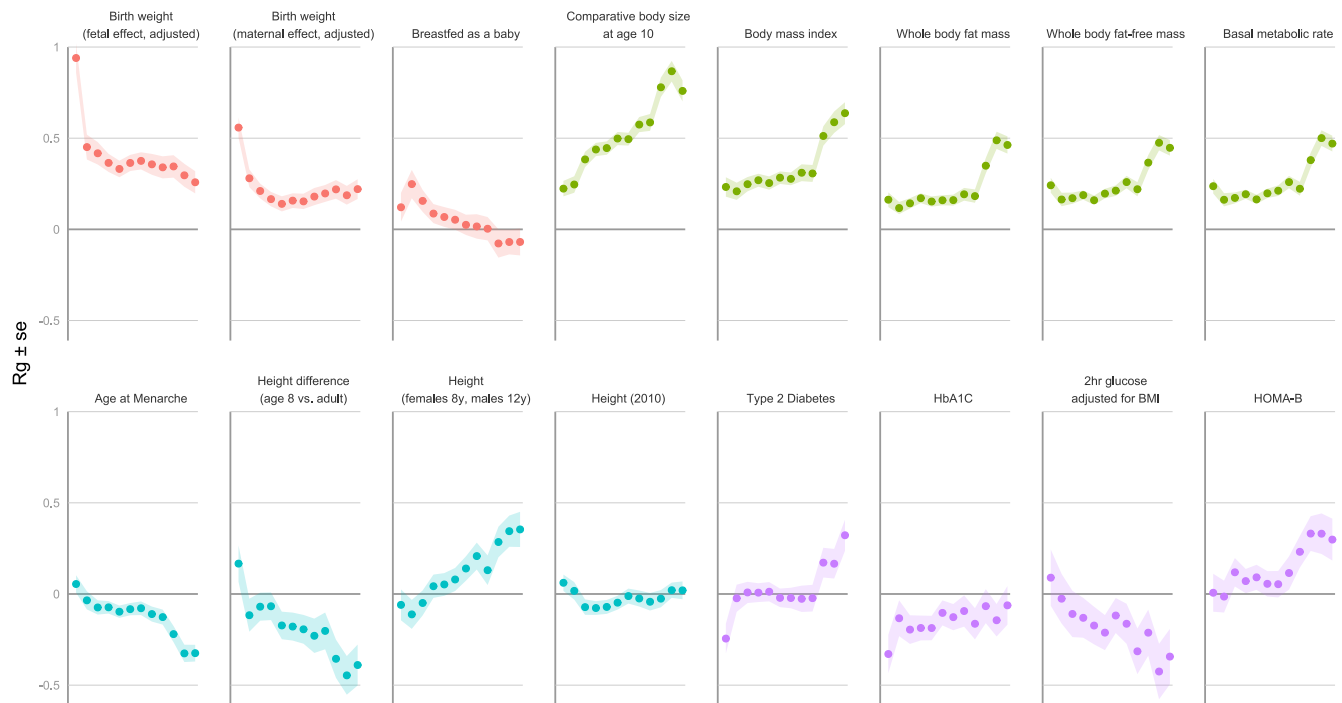 Birth weight
(fetal effect, adjusted)
Birth weight
(maternal effect, adjusted)
Breastfed as a baby
Comparative body size
at age 10
Body mass index
Whole body fat mass
Whole body fat-free mass
Basal metabolic rate
1
0.5
0
-0.5
Rg ± se
Age at Menarche
Height difference
(age 8 vs. adult)
Height
(females 8y, males 12y)
Height (2010)
Type 2 Diabetes
HbA1C
2hr glucose
adjusted for BMI
HOMA-B
1
0.5
0
-0.5